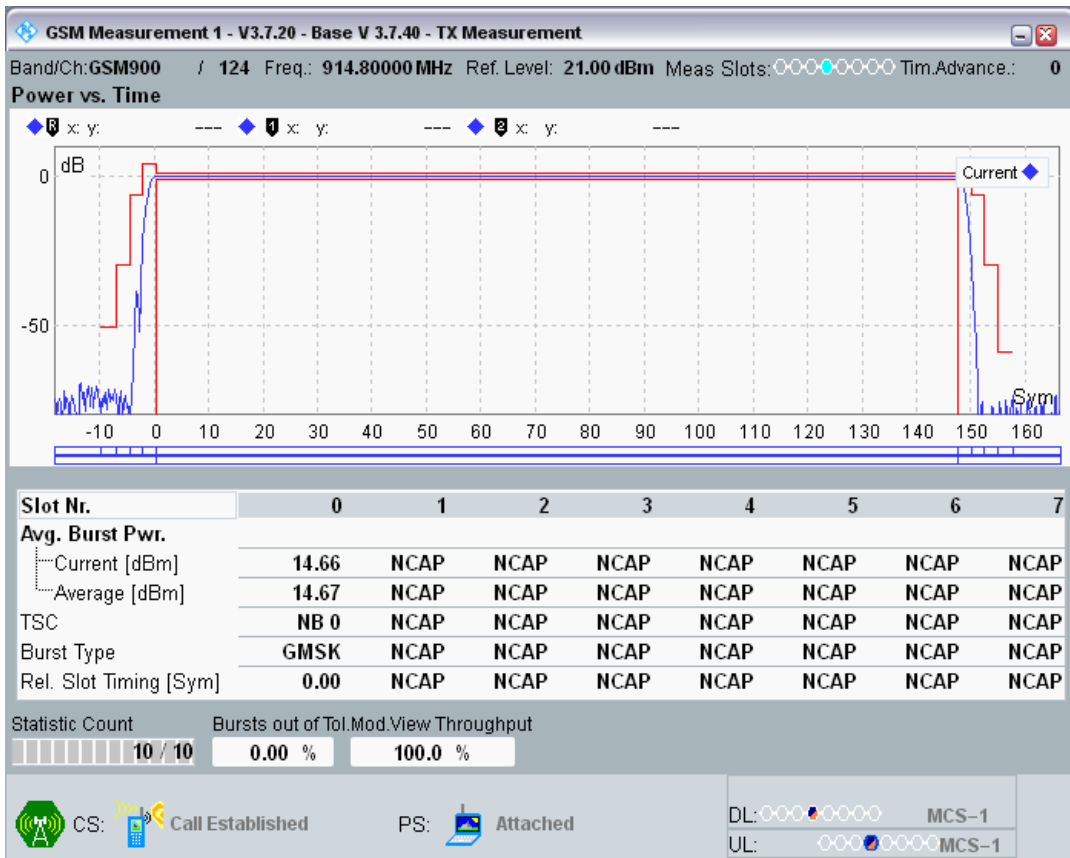 GSM Measurement 1 - V3.7.20 - Base V 3.7.40 - TX Measurement
Band/Ch:GSM900 / 124 Freq.: 914.80000 MHz Ref. Level: 21.00 dBm Meas Slots: Tim.Advance.: 0
Power vs. Time
R x: y: --- 1 x: y: --- 2 x: y: ---
dB
Current
0
-50
Sym
-10 0 10 20 30 40 50 60 70 80 90 100 110 120 130 140 150 160
Slot Nr. 0 1 2 3 4 5 6 7
Avg. Burst Pwr.
Current [dBm] 14.66 NCAP NCAP NCAP NCAP NCAP NCAP NCAP
Average [dBm] 14.67 NCAP NCAP NCAP NCAP NCAP NCAP NCAP
TSC NB 0 NCAP NCAP NCAP NCAP NCAP NCAP NCAP
Burst Type GMSK NCAP NCAP NCAP NCAP NCAP NCAP NCAP
Rel. Slot Timing [Sym] 0.00 NCAP NCAP NCAP NCAP NCAP NCAP NCAP
Statistic Count Bursts out of Tol.Mod.View Throughput
10 / 10 0.00 % 100.0 %
CS: Call Established PS: Attached
DL: MCS-1
UL: MCS-1